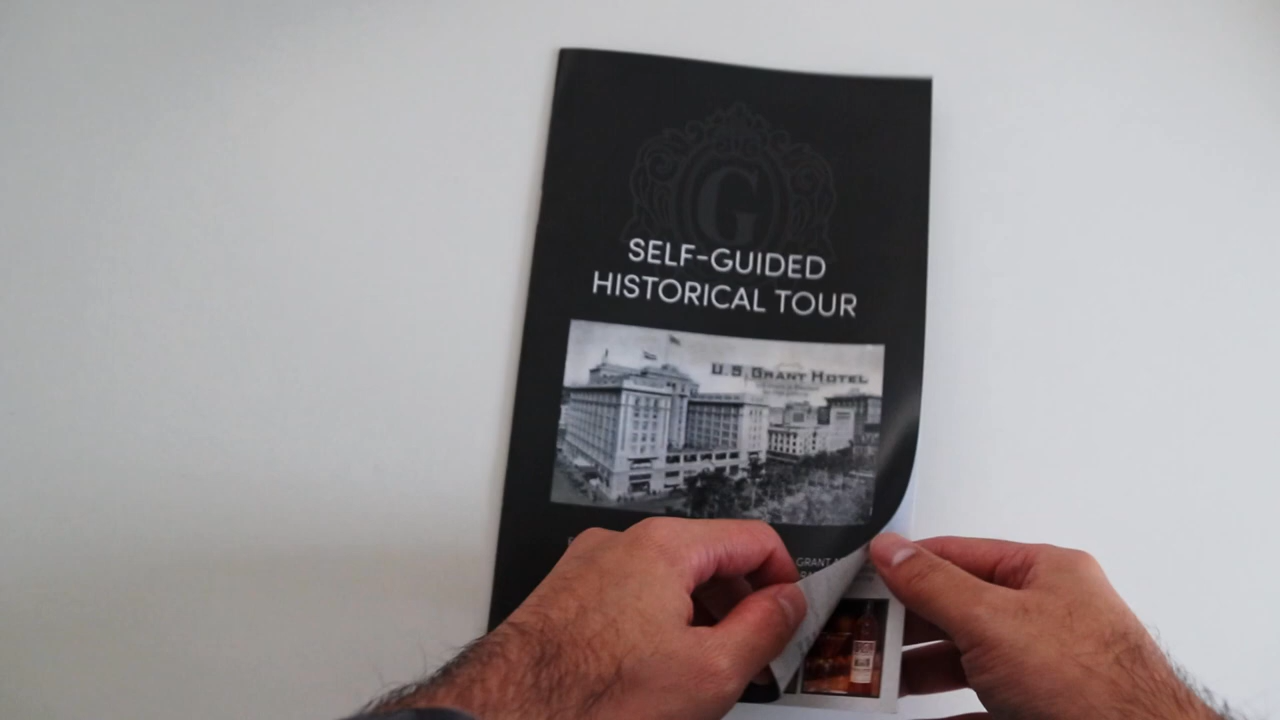 G
SELF-GUIDED
HISTORICAL TOUR
U.S. GRANT HOTEL
GRANT